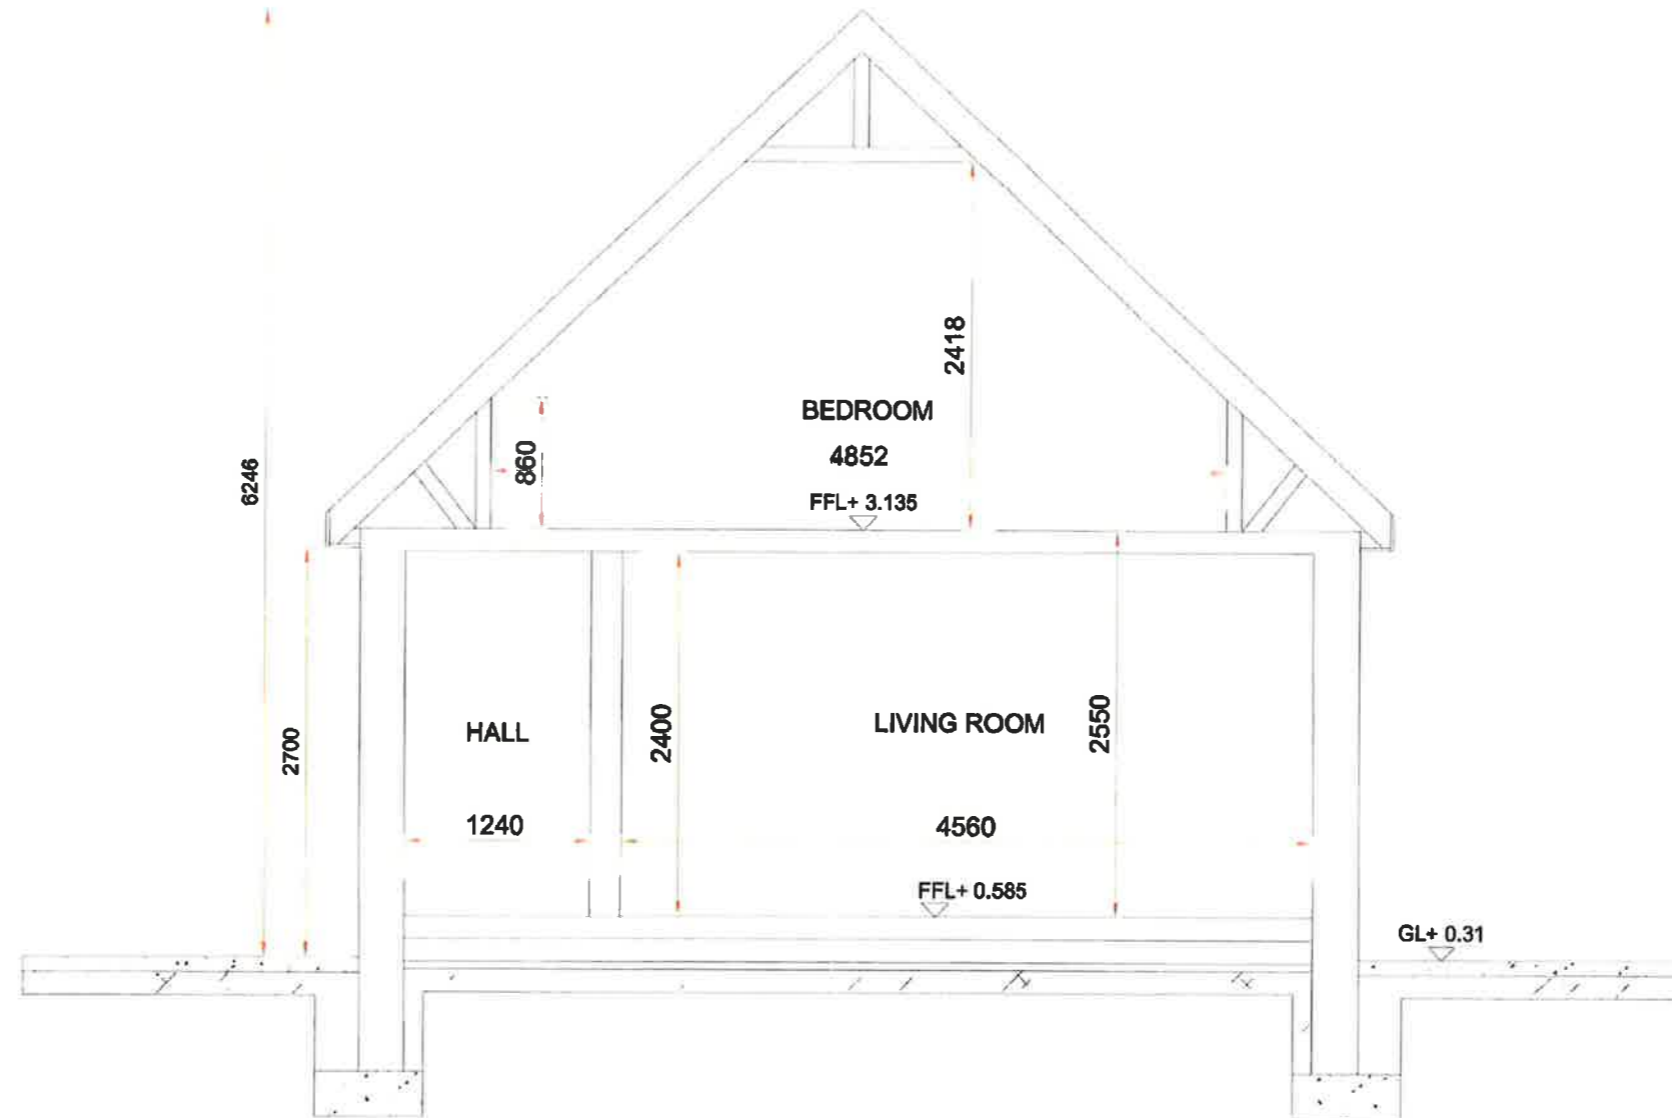 2418
BEDROOM
4852
860
6246
FFL+ 3.135
2700
HALL
2400
LIVING ROOM
2550
1240
4560
FFL+ 0.585
GL+ 0.31